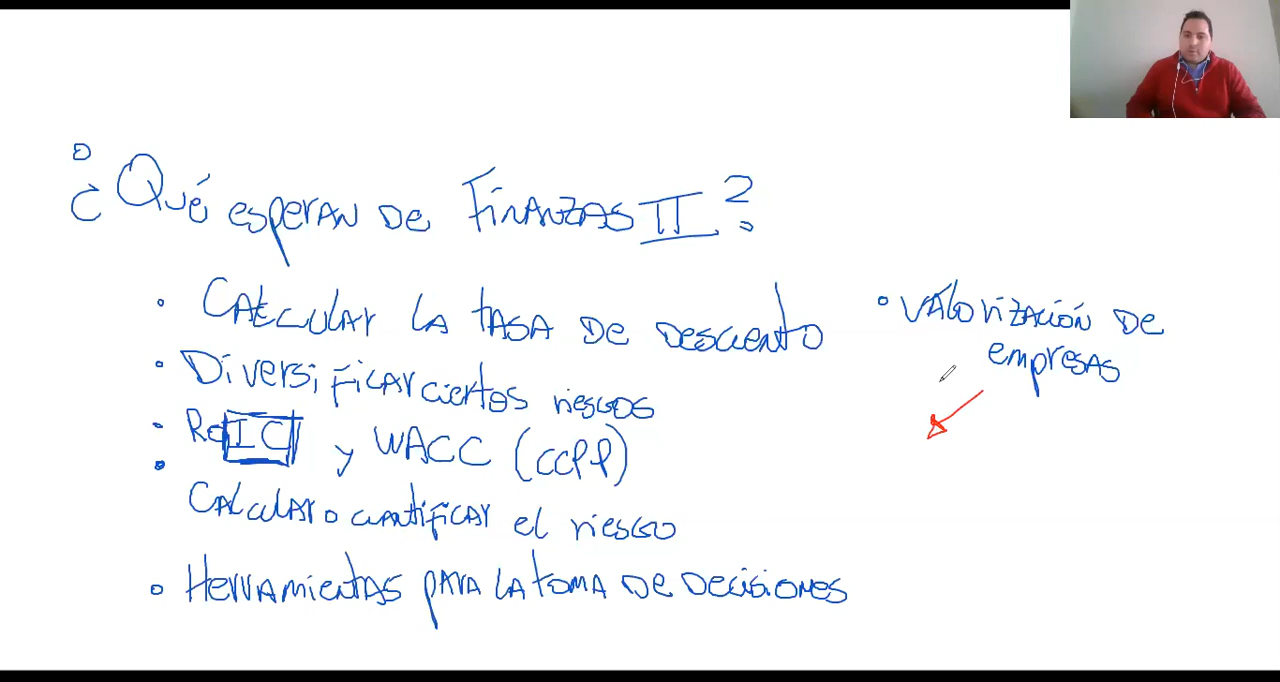 ¿Qué esperan de Finanzas II?
• Calcular la tasa de descuento
• Diversificar ciertos riesgos
• RoIC y WACC (CCPP)
• Calcular o cuantificar el riesgo
• Herramientas para la toma de decisiones
• Valorización de
empresas